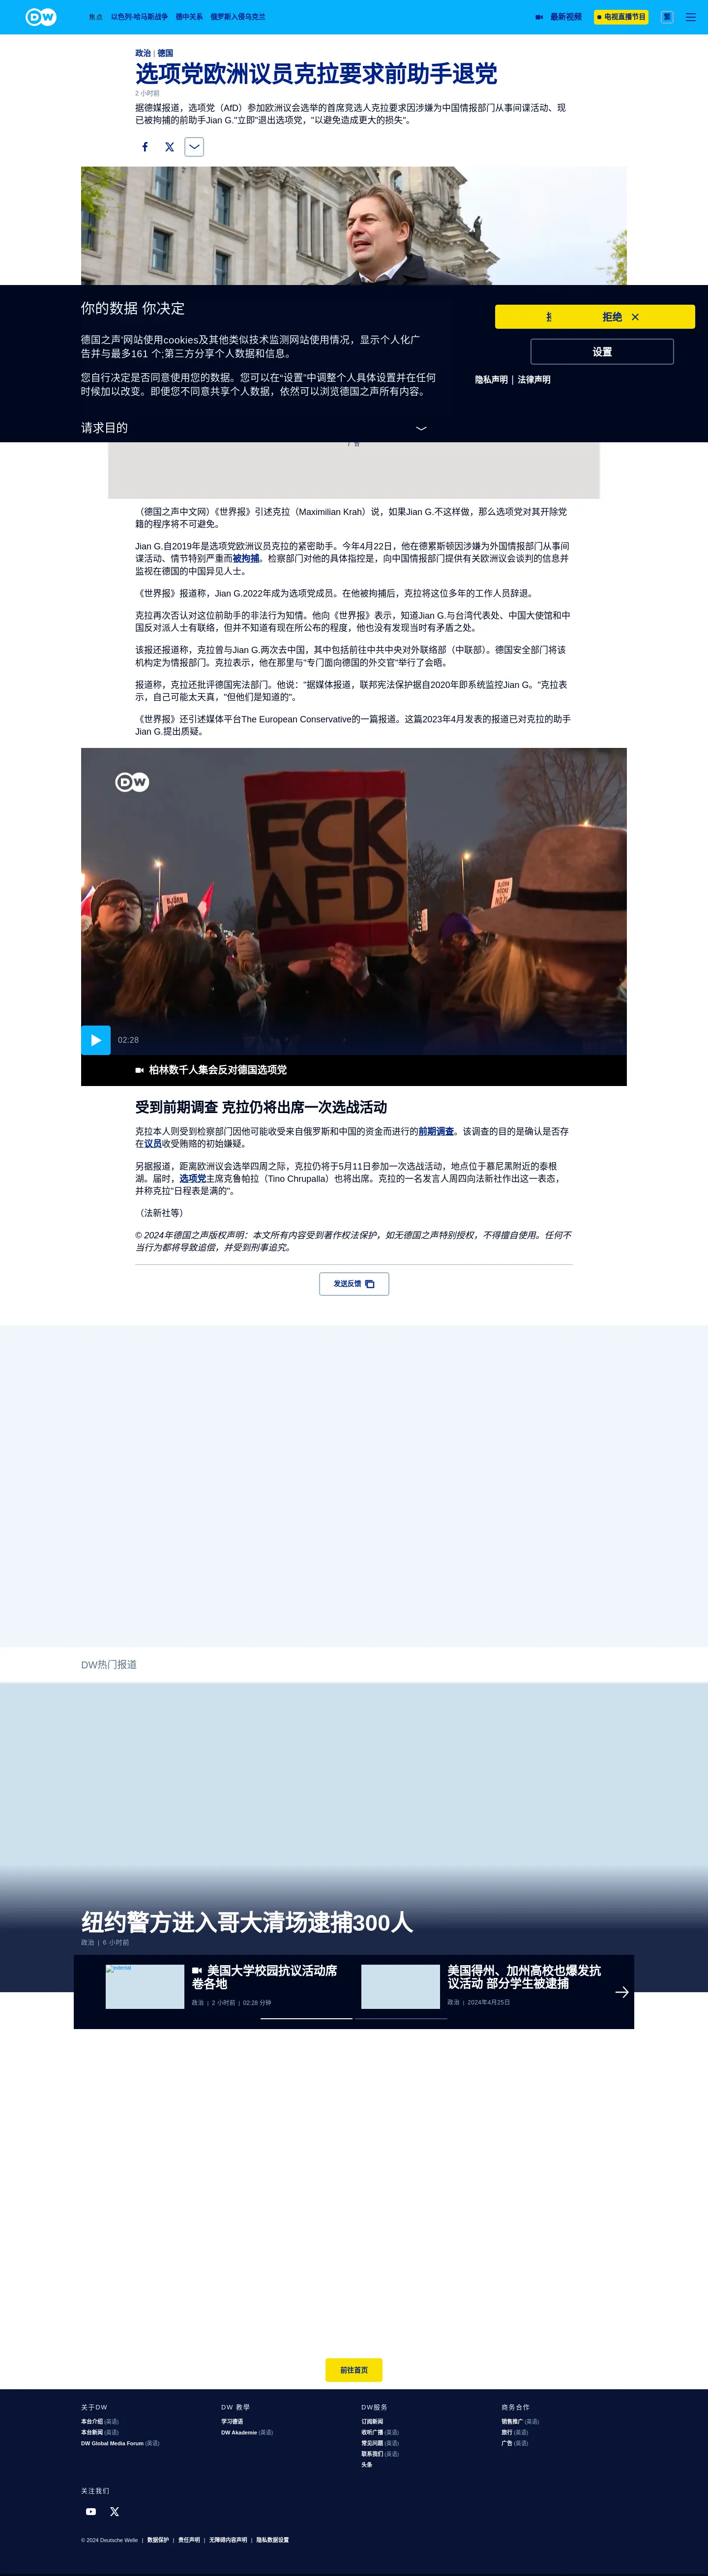 DW
焦点 以色列-哈马斯战争 德中关系 俄罗斯入侵乌克兰
最新视频 电视直播节目 繁
政治 | 德国
选项党欧洲议员克拉要求前助手退党
2 小时前
据德媒报道，选项党（AfD）参加欧洲议会选举的首席竞选人克拉要求因涉嫌为中国情报部门从事间谍活动、现
已被拘捕的前助手Jian G."立即"退出选项党，"以避免造成更大的损失"。
你的数据 你决定
德国之声'网站使用cookies及其他类似技术监测网站使用情况，显示个人化广
告并与最多161 个;第三方分享个人数据和信息。
您自行决定是否同意使用您的数据。您可以在“设置”中调整个人具体设置并在任何
时候加以改变。即便您不同意共享个人数据，依然可以浏览德国之声所有内容。
请求目的
拒绝
设置
隐私声明 | 法律声明
（德国之声中文网）《世界报》引述克拉（Maximilian Krah）说，如果Jian G.不这样做，那么选项党对其开除党
籍的程序将不可避免。
Jian G.自2019年是选项党欧洲议员克拉的紧密助手。今年4月22日，他在德累斯顿因涉嫌为外国情报部门从事间
谍活动、情节特别严重而被拘捕。检察部门对他的具体指控是，向中国情报部门提供有关欧洲议会谈判的信息并
监视在德国的中国异见人士。
《世界报》报道称，Jian G.2022年成为选项党成员。在他被拘捕后，克拉将这位多年的工作人员辞退。
克拉再次否认对这位前助手的非法行为知情。他向《世界报》表示，知道Jian G.与台湾代表处、中国大使馆和中
国反对派人士有联络，但并不知道有现在所公布的程度，他也没有发现当时有矛盾之处。
该报还报道称，克拉曾与Jian G.两次去中国，其中包括前往中共中央对外联络部（中联部）。德国安全部门将该
机构定为情报部门。克拉表示，他在那里与"专门面向德国的外交官"举行了会晤。
报道称，克拉还批评德国宪法部门。他说："据媒体报道，联邦宪法保护据自2020年即系统监控Jian G。"克拉表
示，自己可能太天真，"但他们是知道的"。
《世界报》还引述媒体平台The European Conservative的一篇报道。这篇2023年4月发表的报道已对克拉的助手
Jian G.提出质疑。
DW
FCK
AFD
BJÖRN
HÖCKE
02:28
柏林数千人集会反对德国选项党
受到前期调查 克拉仍将出席一次选战活动
克拉本人则受到检察部门因他可能收受来自俄罗斯和中国的资金而进行的前期调查。该调查的目的是确认是否存
在议员收受贿赂的初始嫌疑。
另据报道，距离欧洲议会选举四周之际，克拉仍将于5月11日参加一次选战活动，地点位于慕尼黑附近的泰根
湖。届时，选项党主席克鲁帕拉（Tino Chrupalla）也将出席。克拉的一名发言人周四向法新社作出这一表态，
并称克拉"日程表是满的"。
（法新社等）
© 2024年德国之声版权声明：本文所有内容受到著作权法保护，如无德国之声特别授权，不得擅自使用。任何不
当行为都将导致追偿，并受到刑事追究。
发送反馈
DW热门报道
纽约警方进入哥大清场逮捕300人
政治 | 6 小时前
external
美国大学校园抗议活动席
卷各地
政治 | 2 小时前 | 02:28 分钟
美国得州、加州高校也爆发抗
议活动 部分学生被逮捕
政治 | 2024年4月25日
前往首页
关于DW
本台介绍 (英语)
本台新闻 (英语)
DW Global Media Forum (英语)
DW 教學
学习德语
DW Akademie (英语)
DW服务
订阅新闻
收听广播 (英语)
常见问题 (英语)
联系我们 (英语)
头条
商务合作
销售推广 (英语)
旅行 (英语)
广告 (英语)
关注我们
© 2024 Deutsche Welle | 数据保护 | 责任声明 | 无障碍内容声明 | 隐私数据设置